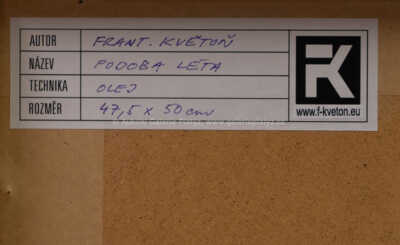 AUTOR FRANT. KVĚTOŇ
NÁZEV PODOBA LÉTA
TECHNIKA OLEJ
ROZMĚR 47,5 x 50 cm
FK
www.f-kveton.eu